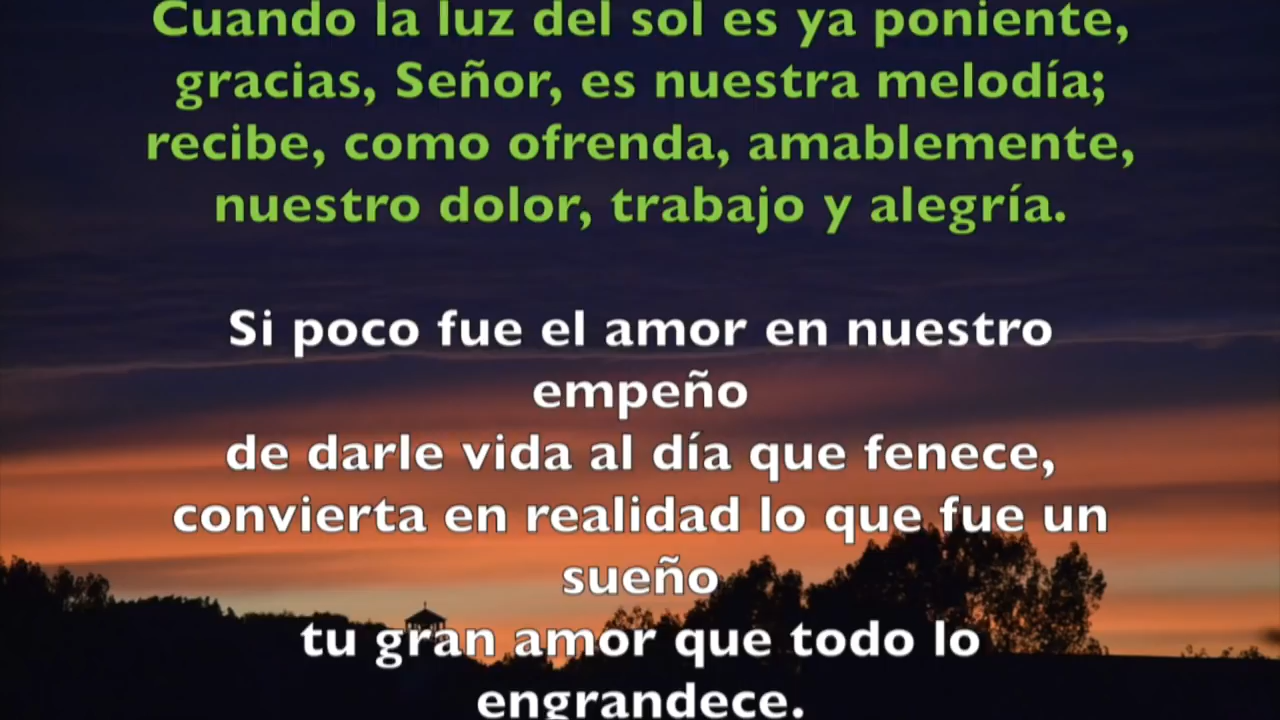 Cuando la luz del sol es ya poniente,
gracias, Señor, es nuestra melodía;
recibe, como ofrenda, amablemente,
nuestro dolor, trabajo y alegría.
Si poco fue el amor en nuestro
empeño
de darle vida al día que fenece,
convierta en realidad lo que fue un
sueño
tu gran amor que todo lo
engrandece.